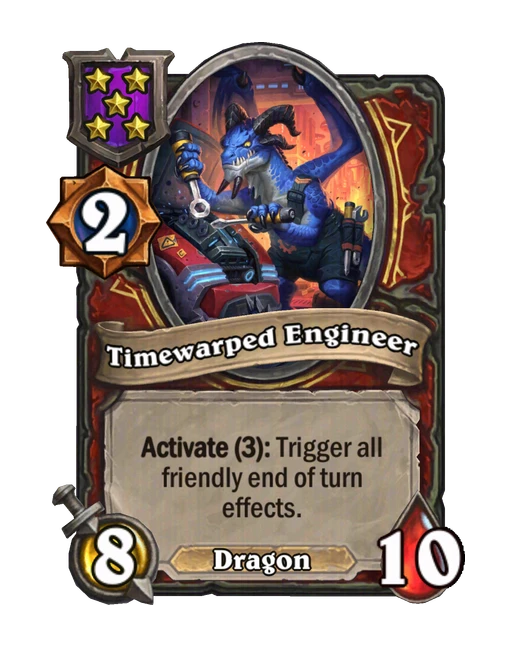 2
Timewarped Engineer
Activate (3): Trigger all
friendly end of turn
effects.
8
Dragon
10